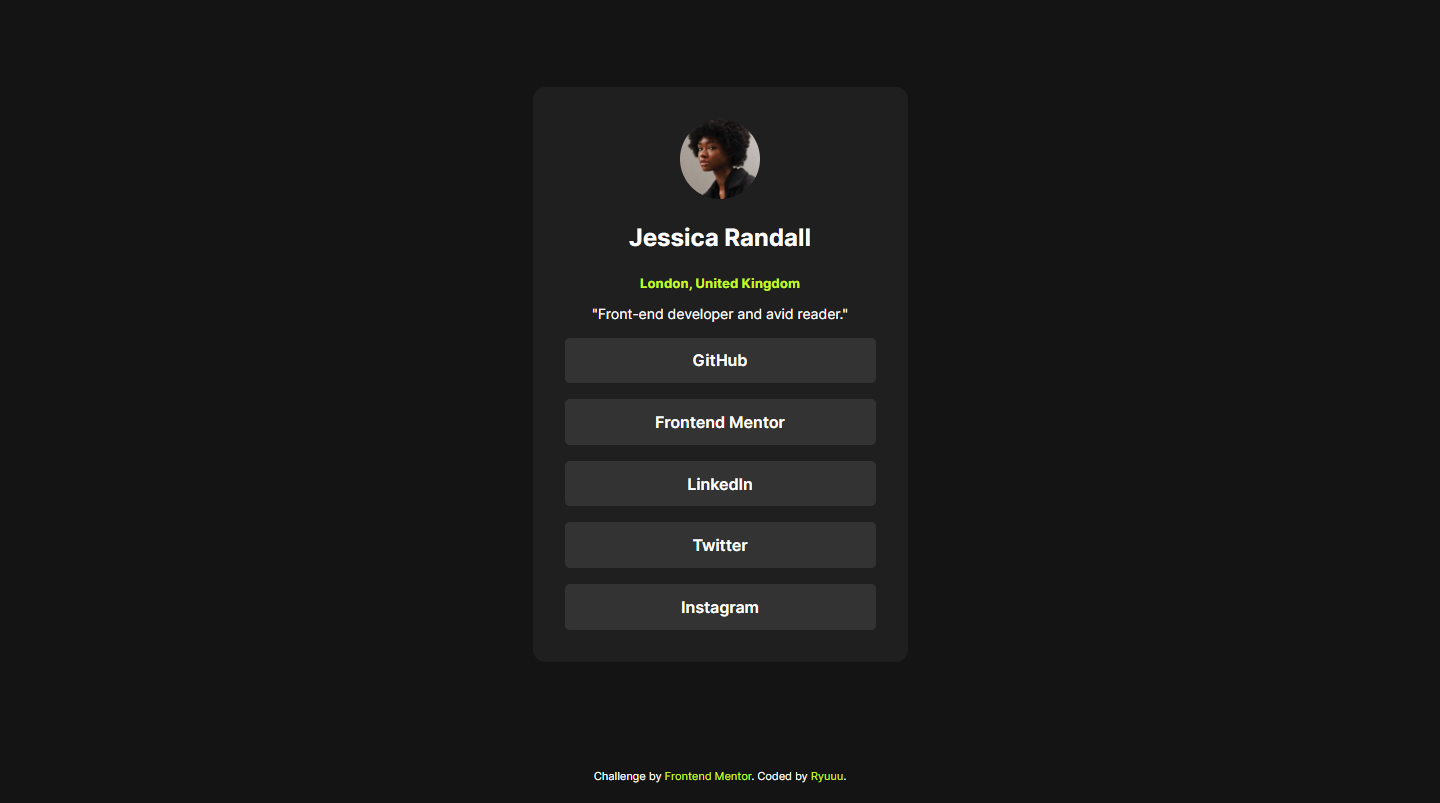 Jessica Randall
London, United Kingdom
"Front-end developer and avid reader."
GitHub
Frontend Mentor
LinkedIn
Twitter
Instagram
Challenge by Frontend Mentor. Coded by Ryuuu.